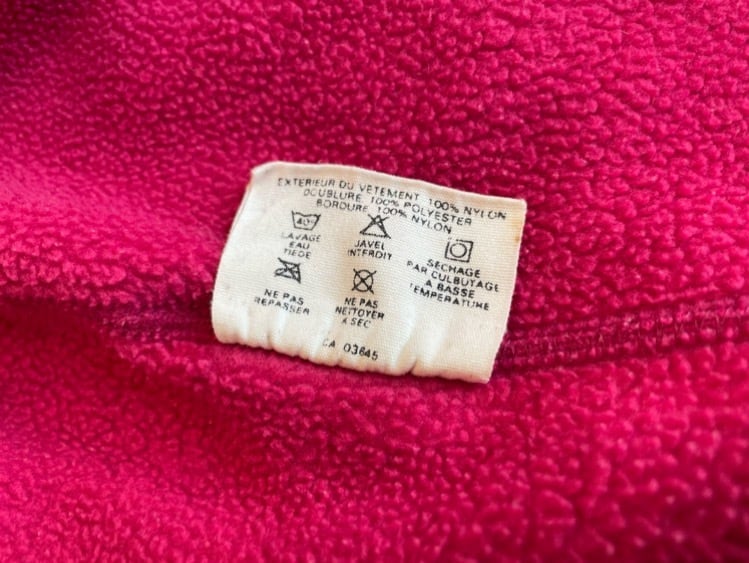 EXTERIEUR DU VETEMENT 100% NYLON
DOUBLURE 100% POLYESTER
BORDURE 100% NYLON
40°
LAVAGE
EAU
TIEDE
JAVEL
INTERDIT
SECHAGE
PAR CULBUTAGE
A BASSE
TEMPERATURE
NE PAS
REPASSER
NE PAS
NETTOYER
A SEC
CA 03645